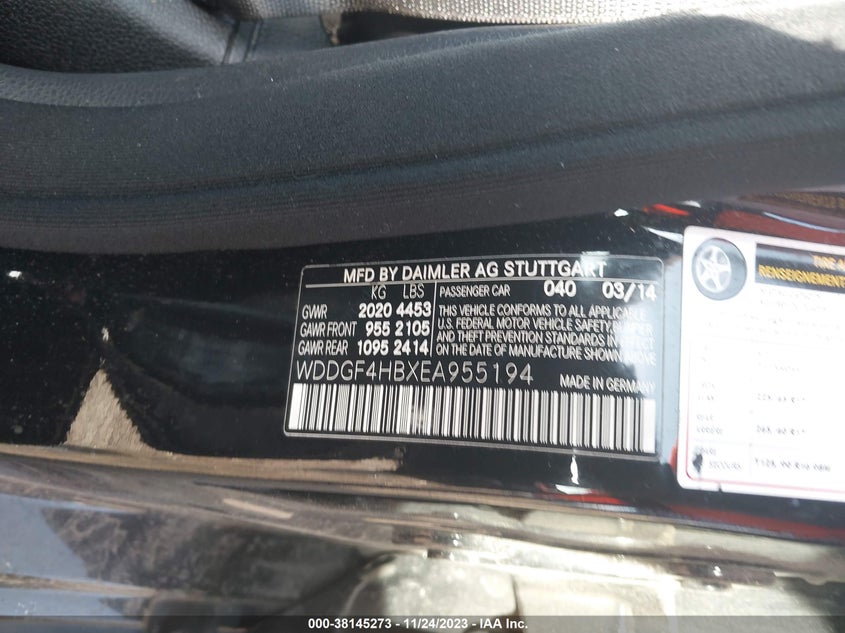 MFD BY DAIMLER AG STUTTGART
KG LBS
GVWR 2020 4453
GAWR FRONT 955 2105
GAWR REAR 1095 2414
PASSENGER CAR 040 03/14
THIS VEHICLE CONFORMS TO ALL APPLICABLE
U.S. FEDERAL MOTOR VEHICLE SAFETY, BUMPER
AND THEFT PREVENTION STANDARDS IN EFFECT
ON THE DATE OF MANUFACTURE SHOWN ABOVE.
WDDGF4HBXEA955194 MADE IN GERMANY
TIRE
RENSEIGNEMENT
SECOURS
000-38145273 - 11/24/2023 - IAA Inc.